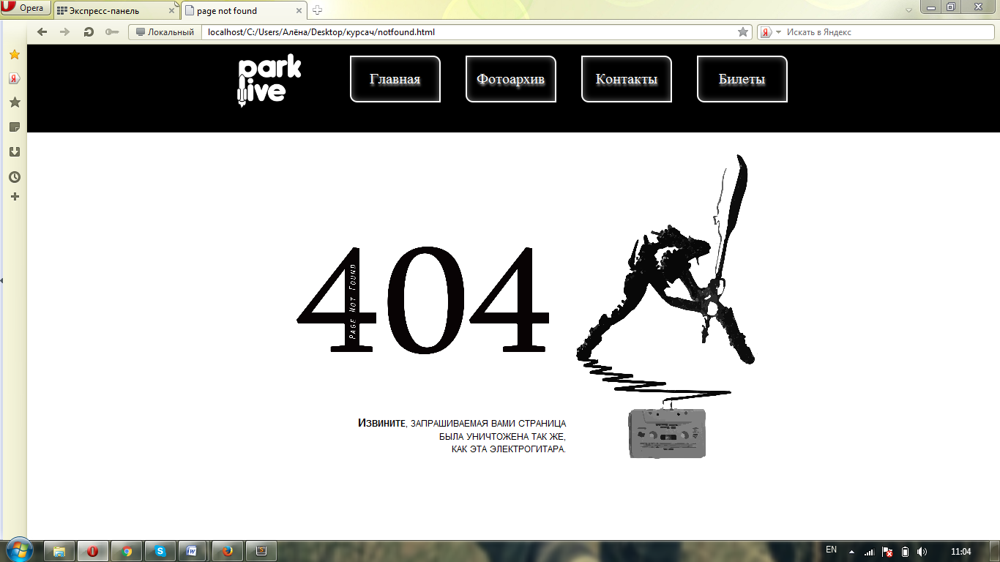 Opera
Экспресс-панель
page not found
Локальный
localhost/C:/Users/Алёна/Desktop/курсач/notfound.html
Искать в Яндекс
park
live
Главная
Фотоархив
Контакты
Билеты
404
Page Not Found
Извините, запрашиваемая вами страница
была уничтожена так же,
как эта электрогитара.
EN
11:04